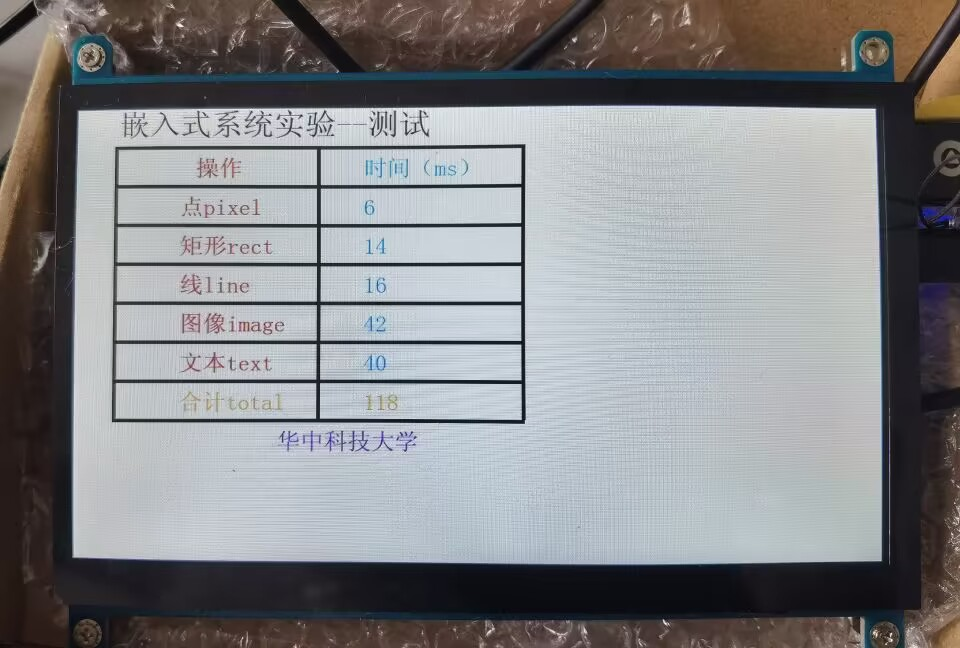 嵌入式系统实验--测试
操作 时间（ms）
点pixel 6
矩形rect 14
线line 16
图像image 42
文本text 40
合计total 118
华中科技大学